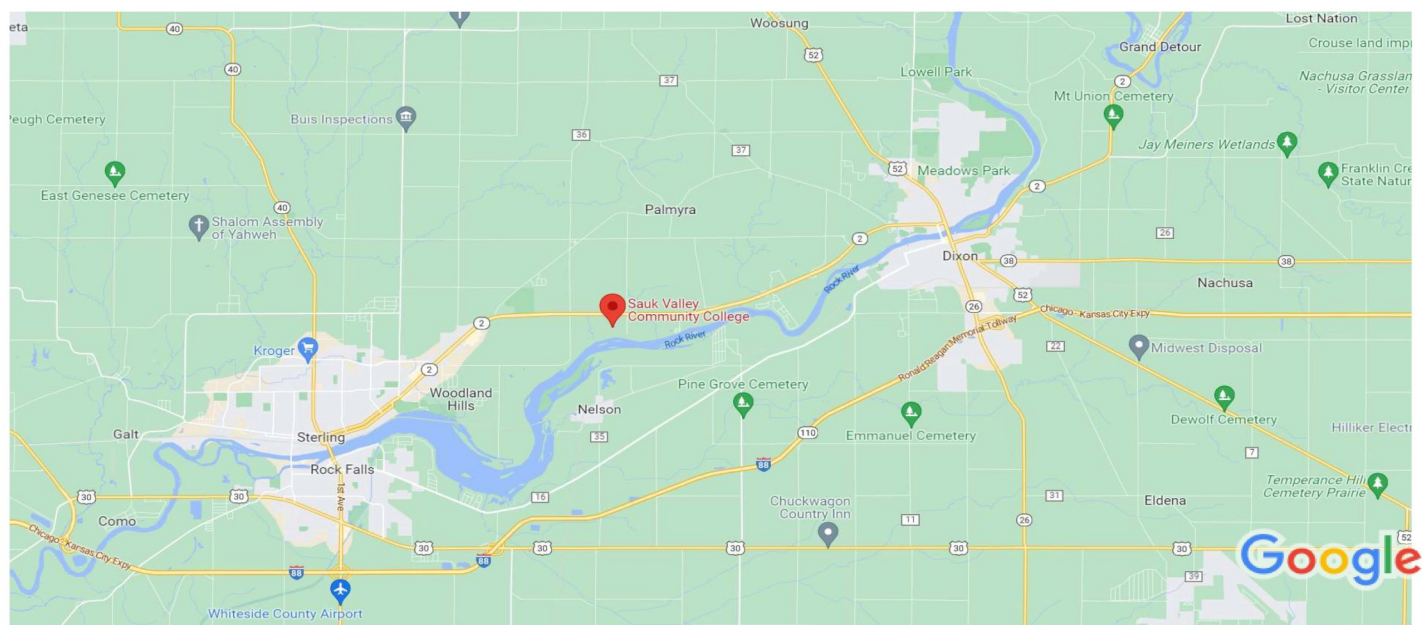 eta
40
Woosung
52
Lost Nation
Grand Detour
Crouse land impr
40
37
Lowell Park
2
Nachusa Grasslan
- Visitor Center
Mt Union Cemetery
Peugh Cemetery
Buis Inspections
36
37
Jay Meiners Wetlands
52
Meadows Park
Franklin Cre
State Natur
East Genesee Cemetery
2
40
Palmyra
Shalom Assembly
of Yahweh
26
2
Dixon
38
38
Rock River
Nachusa
52
Sauk Valley
Community College
26
Chicago - Kansas City Expy
2
Rock River
Ronald Reagan Memorial Tollway
Kroger
22
Midwest Disposal
2
Pine Grove Cemetery
Woodland
Hills
Nelson
Dewolf Cemetery
Galt
Sterling
35
110
Emmanuel Cemetery
Hilliker Electr
7
Rock Falls
88
Temperance Hill
Cemetery Prairie
1st Ave
30
30
16
Chuckwagon
Country Inn
31
Eldena
Como
11
26
Chicago - Kansas City Expy
52
30
30
30
30
30
88
88
Google
39
Whiteside County Airport